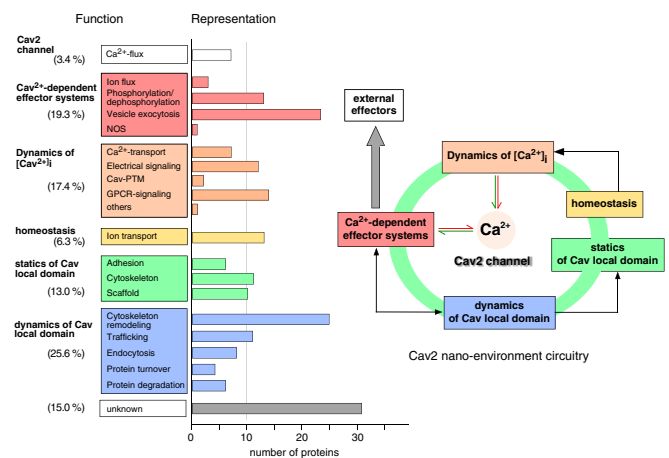 Function
Representation
Cav2
channel
(3.4 %)
Ca²⁺-flux
Cav²⁺-dependent
effector systems
(19.3 %)
Ion flux
Phosphorylation/
dephosphorylation
Vesicle exocytosis
NOS
Dynamics of
[Cav²⁺]i
(17.4 %)
Ca²⁺-transport
Electrical signaling
Cav-PTM
GPCR-signaling
others
homeostasis
(6.3 %)
Ion transport
statics of Cav
local domain
(13.0 %)
Adhesion
Cytoskeleton
Scaffold
dynamics of Cav
local domain
(25.6 %)
Cytoskeleton
remodeling
Trafficking
Endocytosis
Protein turnover
Protein degradation
(15.0 %)
unknown
0 10 20 30
number of proteins
external
effectors
Dynamics of [Ca²⁺]i
homeostasis
Ca²⁺-dependent
effector systems
Ca²⁺
Cav2 channel
statics
of Cav local domain
dynamics
of Cav local domain
Cav2 nano-environment circuitry